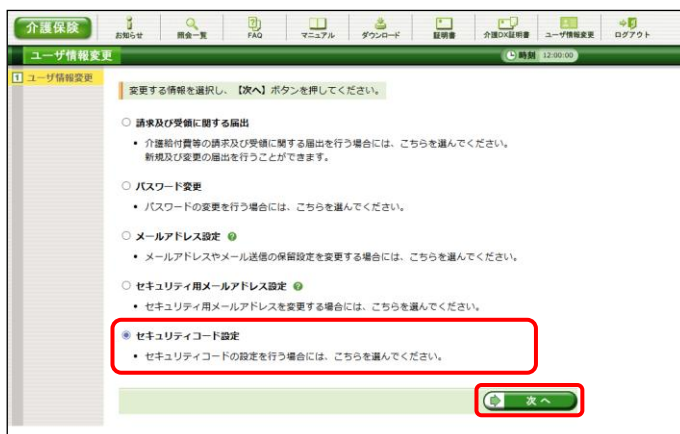 介護保険
お知らせ
照会一覧
FAQ
マニュアル
ダウンロード
証明書
介護DX証明書
ユーザ情報変更
ログアウト
ユーザ情報変更
時刻 12:00:00
1 ユーザ情報変更
変更する情報を選択し、【次へ】ボタンを押してください。
請求及び受領に関する届出
・ 介護給付費等の請求及び受領に関する届出を行う場合には、こちらを選んでください。
新規及び変更の届出を行うことができます。
パスワード変更
・ パスワードの変更を行う場合には、こちらを選んでください。
メールアドレス設定 ?
・ メールアドレスやメール送信の保留設定を変更する場合には、こちらを選んでください。
セキュリティ用メールアドレス設定 ?
・ セキュリティ用メールアドレスを変更する場合には、こちらを選んでください。
セキュリティコード設定
・ セキュリティコードの設定を行う場合には、こちらを選んでください。
次へ